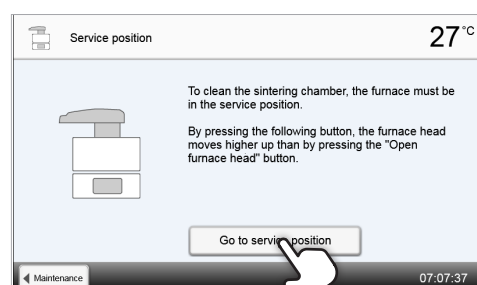 Service position
27°C
To clean the sintering chamber, the furnace must be
in the service position.
By pressing the following button, the furnace head
moves higher up than by pressing the "Open
furnace head" button.
Go to service position
Maintenance
07:07:37